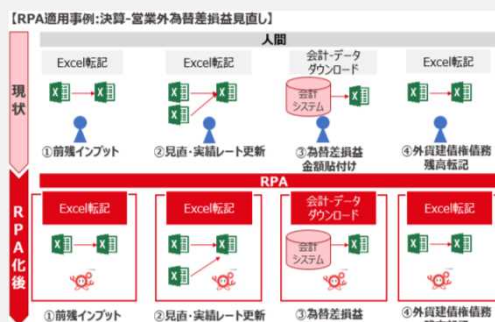 【RPA適用事例:決算-営業外為替差損益見直し】
人間
現状
Excel転記
Excel転記
会計-データ
ダウンロード
Excel転記
会計
システム
①前残インプット
②見直・実績レート更新
③為替差損益
金額貼付け
④外貨建債権債務
残高転記
RPA
RPA化後
Excel転記
Excel転記
会計-データ
ダウンロード
Excel転記
会計
システム
①前残インプット
②見直・実績レート更新
③為替差損益
④外貨建債権債務